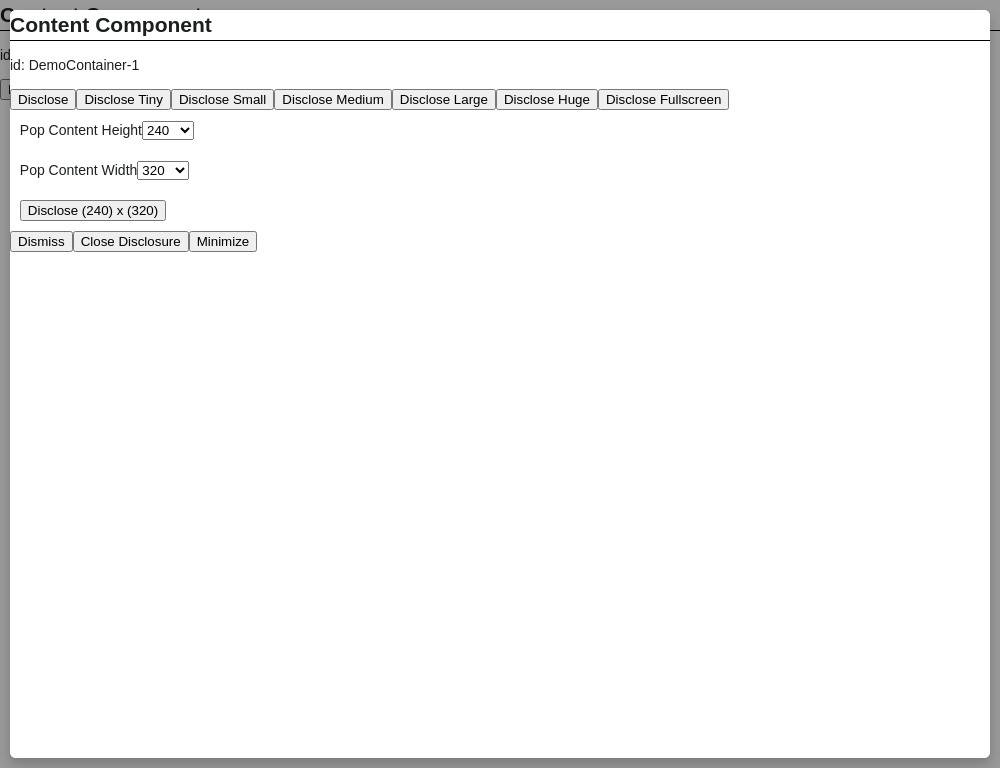 Content Component
id: DemoContainer-1
Disclose Disclose Tiny Disclose Small Disclose Medium Disclose Large Disclose Huge Disclose Fullscreen
Pop Content Height 240
Pop Content Width 320
Disclose (240) x (320)
Dismiss Close Disclosure Minimize